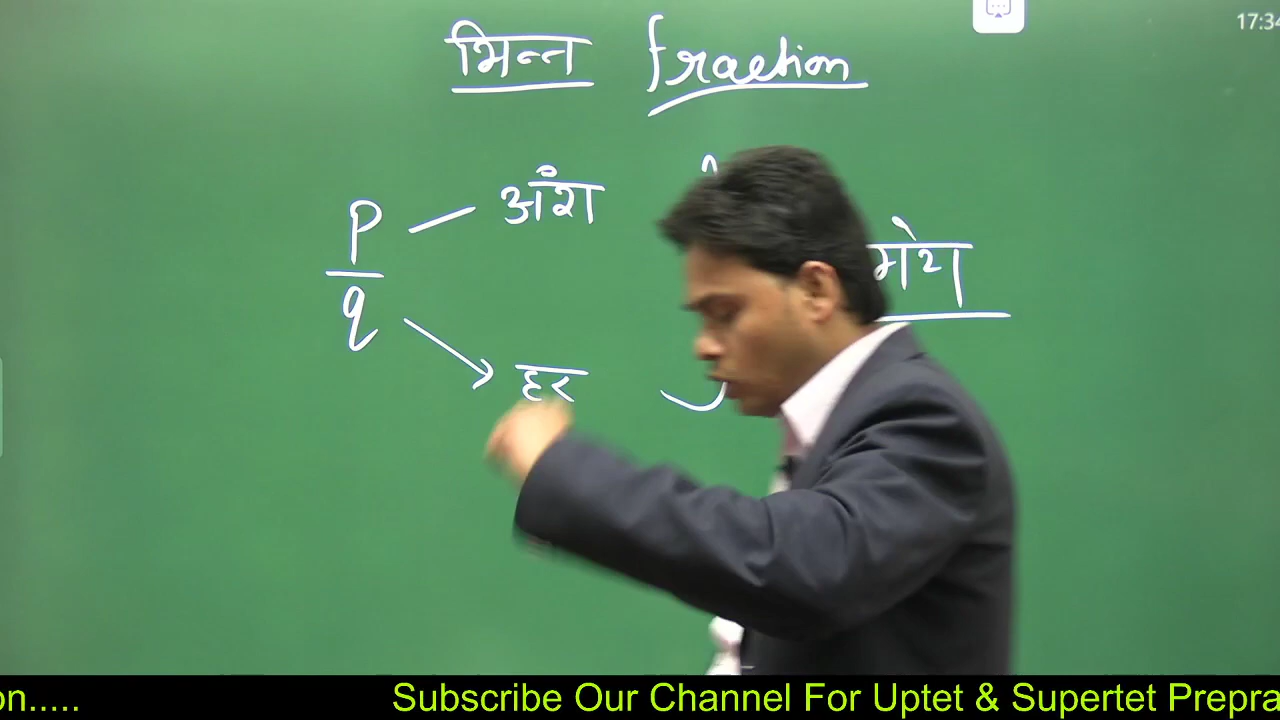 17:34
भिन्न fraction
P
अंश
q
हर
on.....
Subscribe Our Channel For Uptet & Supertet Prepra